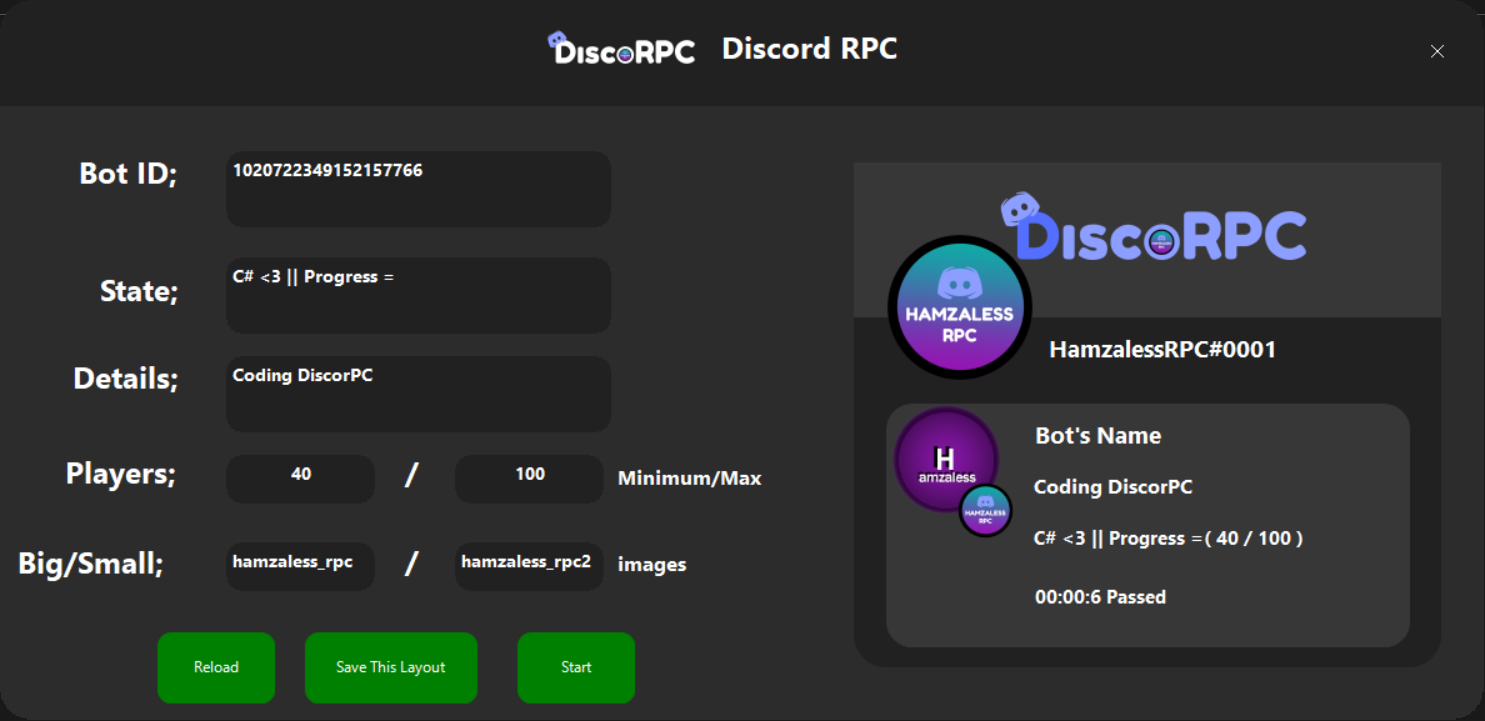 DiscoRPC Discord RPC
Bot ID; 1020722349152157766
State; C# <3 || Progress =
Details; Coding DiscorPC
Players; 40 / 100 Minimum/Max
Big/Small; hamzaless_rpc / hamzaless_rpc2 images
Reload Save This Layout Start
DiscoRPC
HAMZALESS
RPC
HamzalessRPC#0001
H
amzaless
HAMZALESS
RPC
Bot's Name
Coding DiscorPC
C# <3 || Progress =( 40 / 100 )
00:00:6 Passed